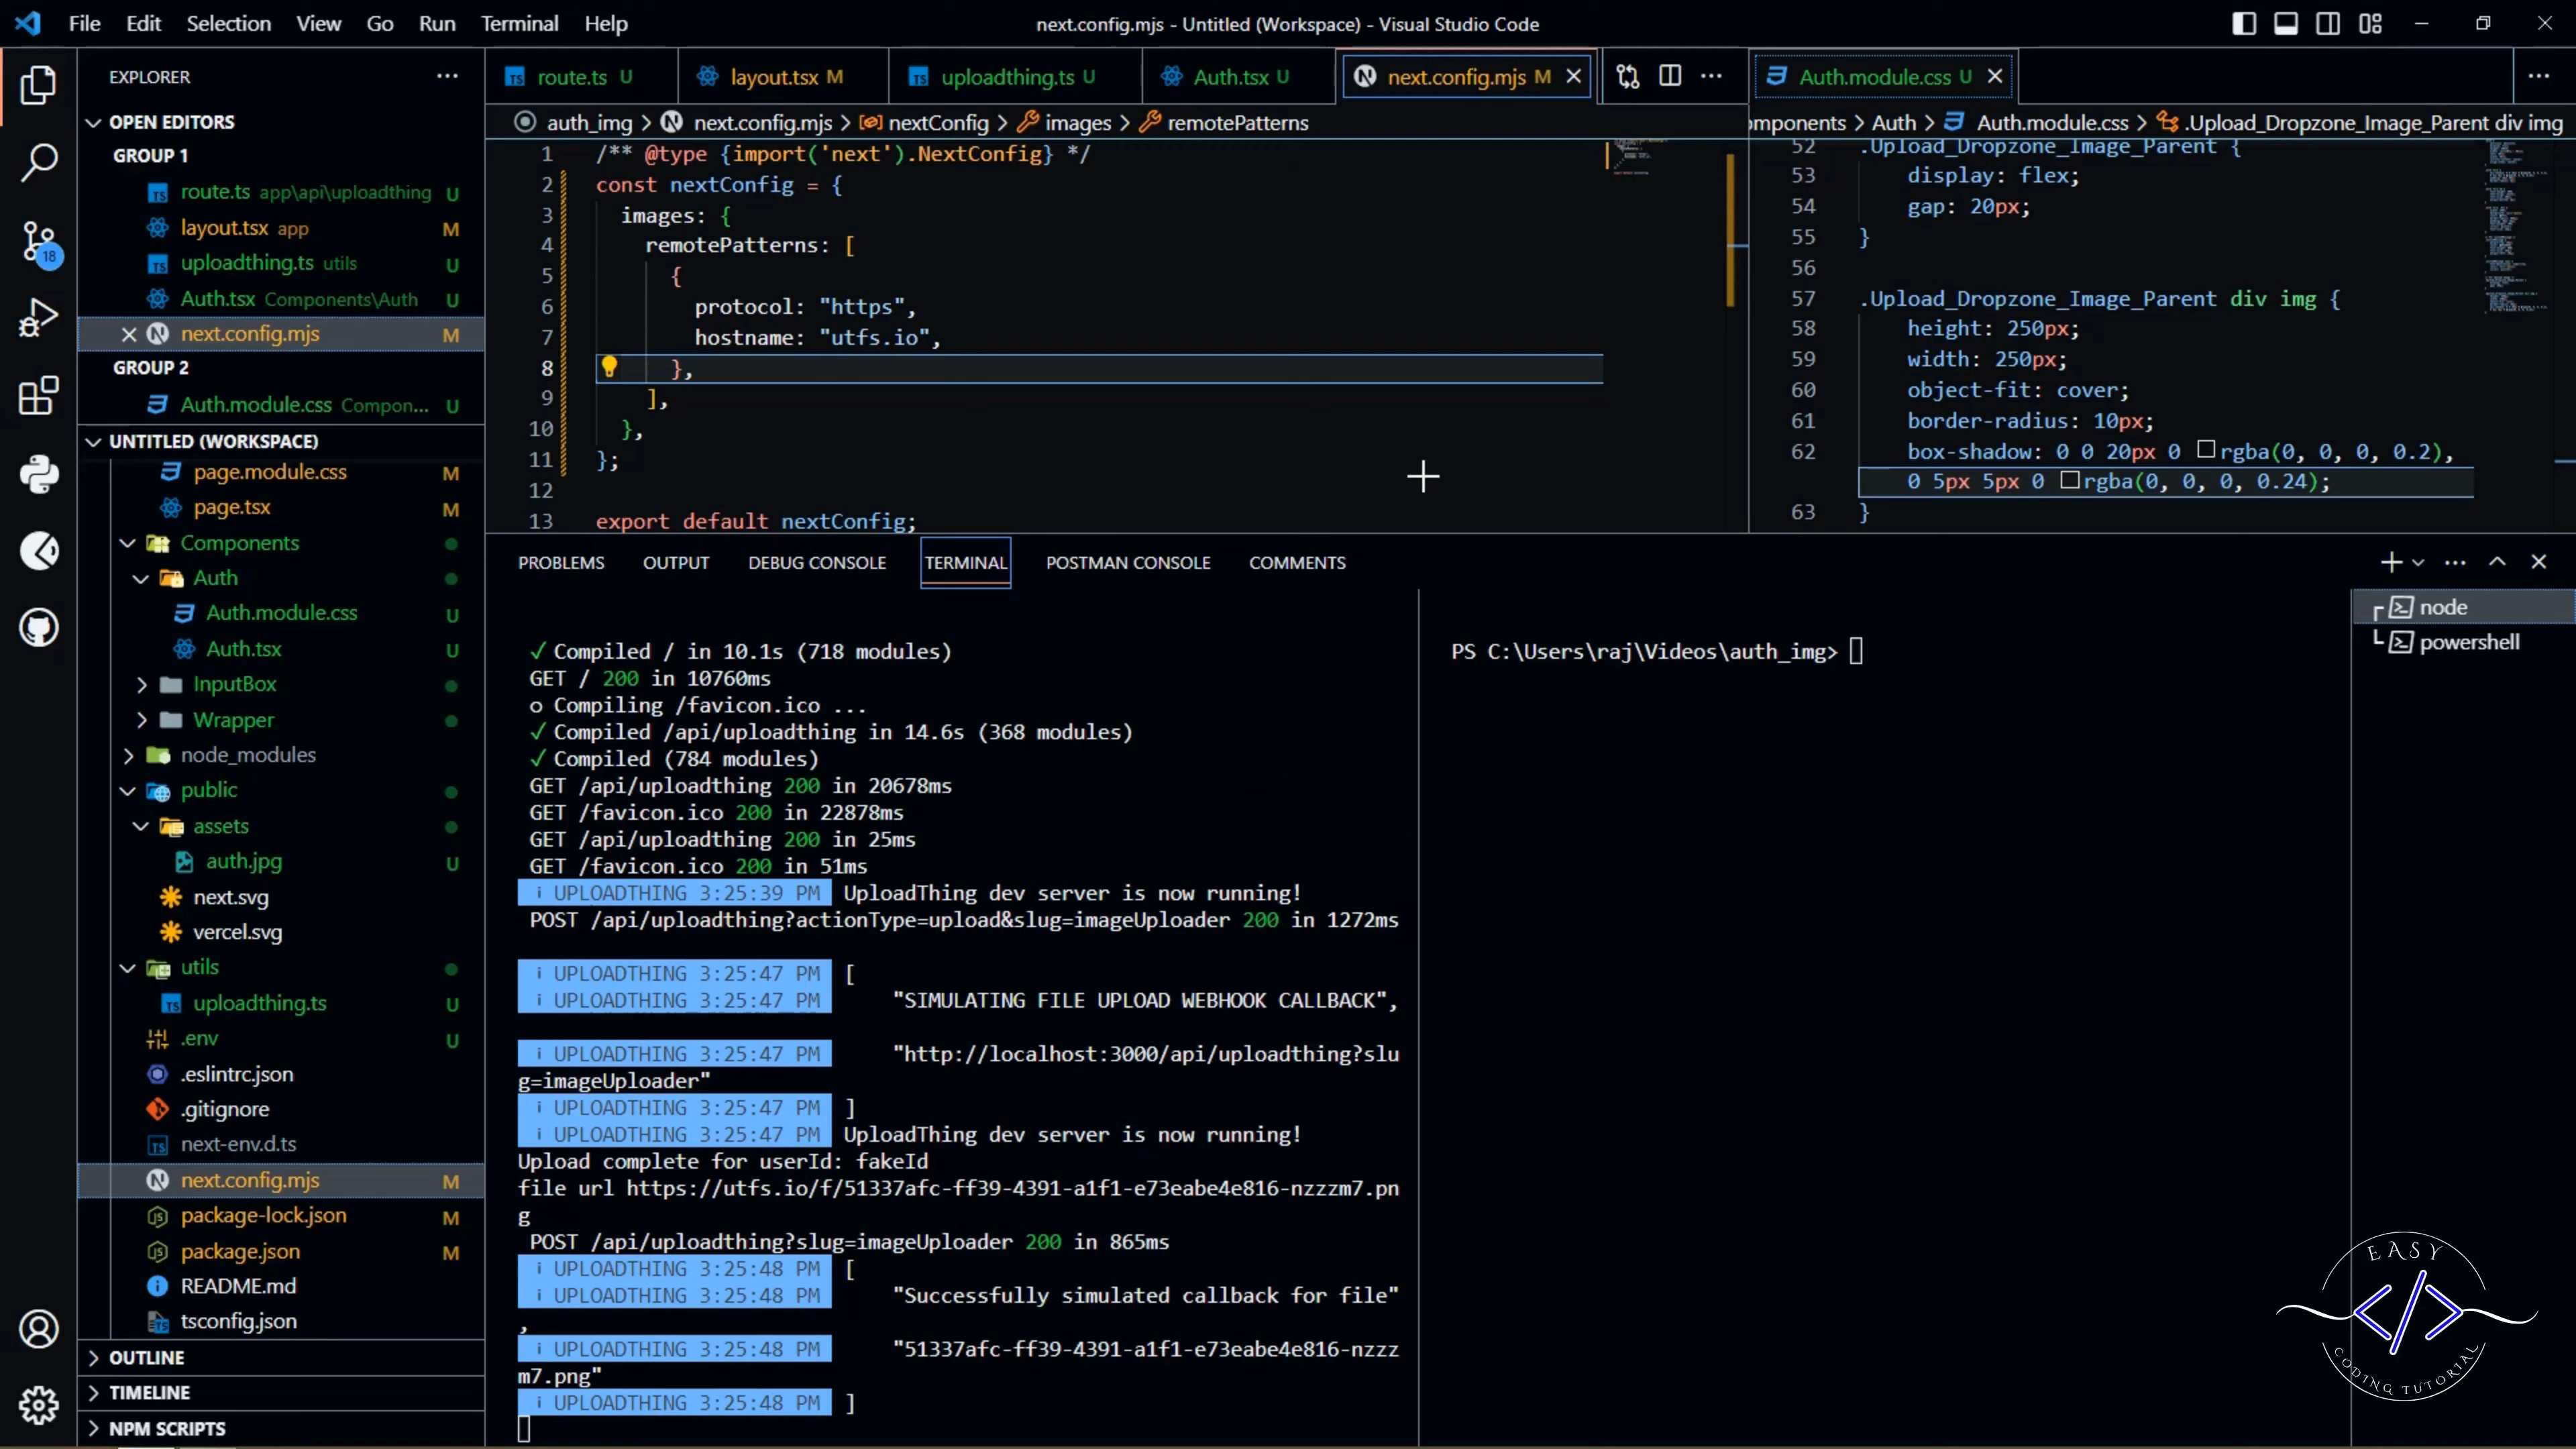 File Edit Selection View Go Run Terminal Help
next.config.mjs - Untitled (Workspace) - Visual Studio Code
EXPLORER
OPEN EDITORS
GROUP 1
route.ts app\api\uploadthing U
layout.tsx app M
uploadthing.ts utils U
Auth.tsx Components\Auth U
next.config.mjs M
GROUP 2
Auth.module.css Compon... U
UNTITLED (WORKSPACE)
page.module.css M
page.tsx M
Components
Auth
Auth.module.css U
Auth.tsx U
InputBox
Wrapper
node_modules
public
assets
auth.jpg U
next.svg
vercel.svg
utils
uploadthing.ts U
.env U
.eslintrc.json
.gitignore
next-env.d.ts
next.config.mjs M
package-lock.json M
package.json M
README.md
tsconfig.json
OUTLINE
TIMELINE
NPM SCRIPTS
18
route.ts U layout.tsx M uploadthing.ts U Auth.tsx U next.config.mjs M
auth_img > next.config.mjs > nextConfig > images > remotePatterns
1 /** @type {import('next').NextConfig} */
2 const nextConfig = {
3 images: {
4 remotePatterns: [
5 {
6 protocol: "https",
7 hostname: "utfs.io",
8 },
9 ],
10 },
11 };
12
13 export default nextConfig;
Auth.module.css U
omponents > Auth > Auth.module.css > .Upload_Dropzone_Image_Parent div img
52 .Upload_Dropzone_Image_Parent {
53 display: flex;
54 gap: 20px;
55 }
56
57 .Upload_Dropzone_Image_Parent div img {
58 height: 250px;
59 width: 250px;
60 object-fit: cover;
61 border-radius: 10px;
62 box-shadow: 0 0 20px 0 rgba(0, 0, 0, 0.2),
0 5px 5px 0 rgba(0, 0, 0, 0.24);
63 }
PROBLEMS OUTPUT DEBUG CONSOLE TERMINAL POSTMAN CONSOLE COMMENTS
✓ Compiled / in 10.1s (718 modules)
GET / 200 in 10760ms
o Compiling /favicon.ico ...
✓ Compiled /api/uploadthing in 14.6s (368 modules)
✓ Compiled (784 modules)
GET /api/uploadthing 200 in 20678ms
GET /favicon.ico 200 in 22878ms
GET /api/uploadthing 200 in 25ms
GET /favicon.ico 200 in 51ms
i UPLOADTHING 3:25:39 PM UploadThing dev server is now running!
POST /api/uploadthing?actionType=upload&slug=imageUploader 200 in 1272ms
i UPLOADTHING 3:25:47 PM [
i UPLOADTHING 3:25:47 PM "SIMULATING FILE UPLOAD WEBHOOK CALLBACK",
i UPLOADTHING 3:25:47 PM "http://localhost:3000/api/uploadthing?slu
g=imageUploader"
i UPLOADTHING 3:25:47 PM ]
i UPLOADTHING 3:25:47 PM UploadThing dev server is now running!
Upload complete for userId: fakeId
file url https://utfs.io/f/51337afc-ff39-4391-a1f1-e73eabe4e816-nzzzm7.pn
g
POST /api/uploadthing?slug=imageUploader 200 in 865ms
i UPLOADTHING 3:25:48 PM [
i UPLOADTHING 3:25:48 PM "Successfully simulated callback for file"
,
i UPLOADTHING 3:25:48 PM "51337afc-ff39-4391-a1f1-e73eabe4e816-nzzz
m7.png"
i UPLOADTHING 3:25:48 PM ]
PS C:\Users\raj\Videos\auth_img>
node
powershell
EASY
</>
CODING TUTORIAL